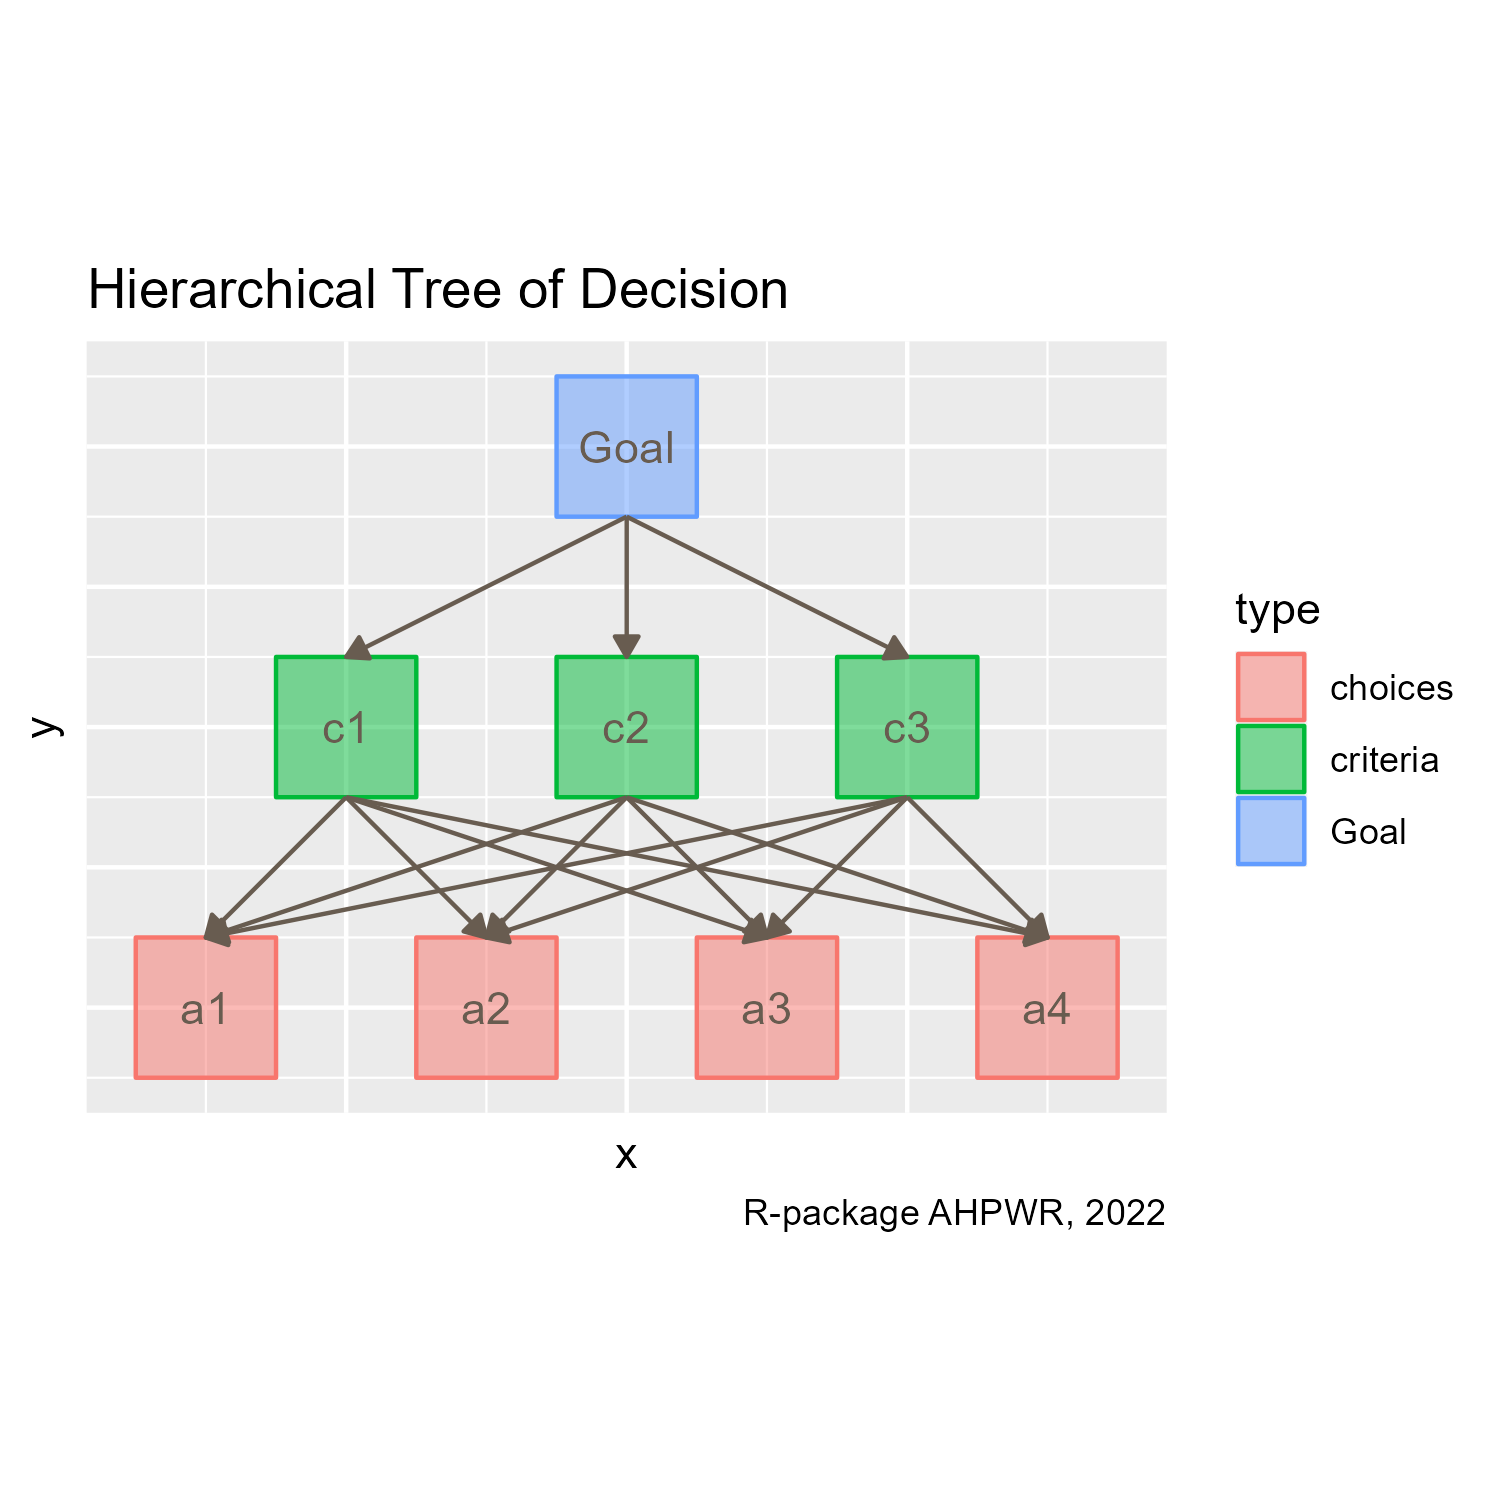 Hierarchical Tree of Decision
Goal
c1 c2 c3
a1 a2 a3 a4
y
x
type
choices
criteria
Goal
R-package AHPWR, 2022